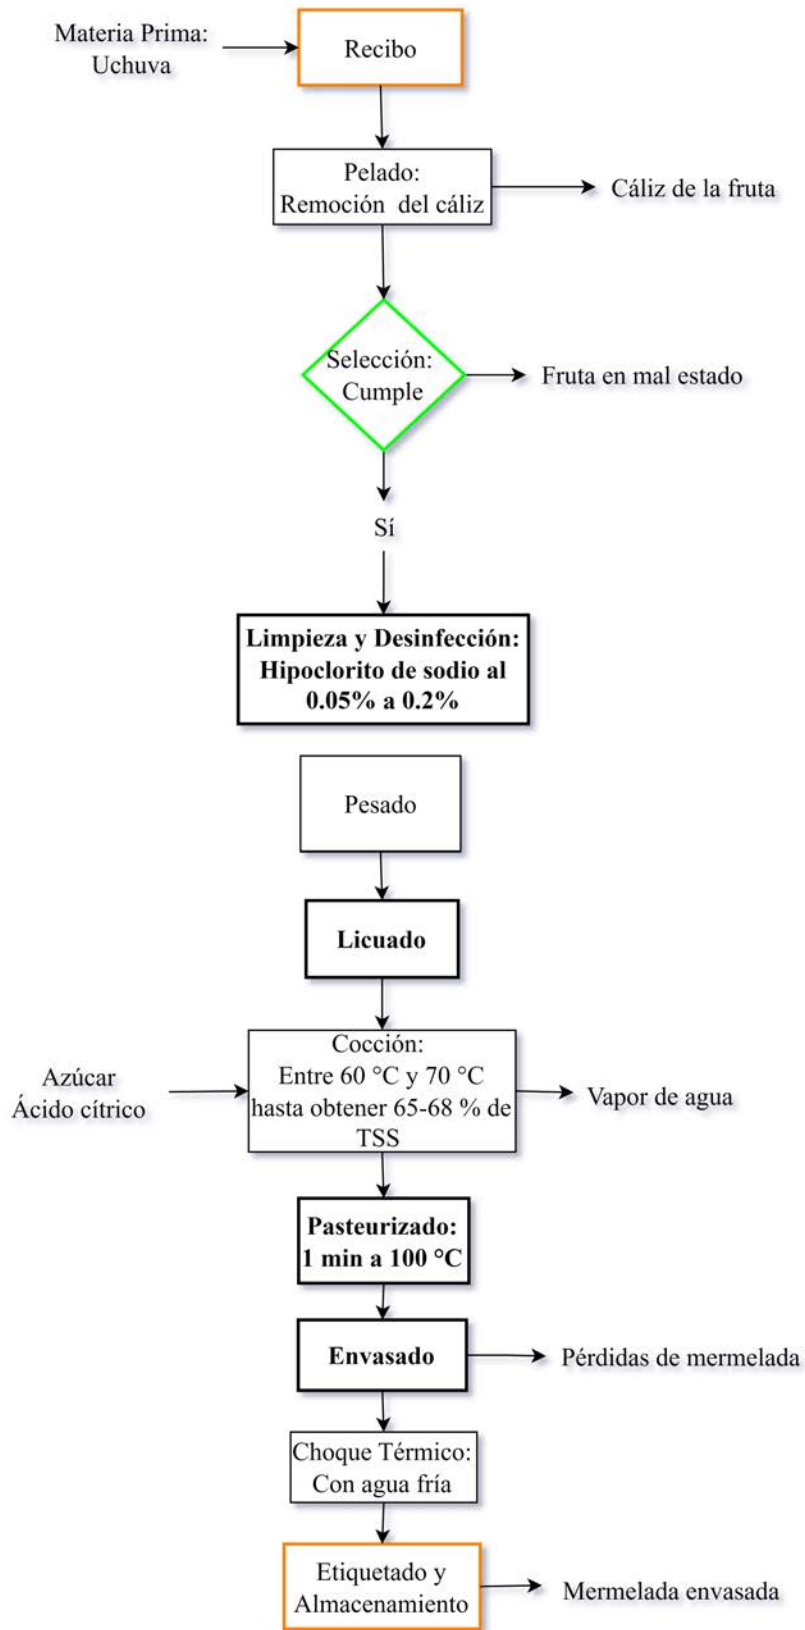 Materia Prima:
Uchuva
Recibo
Pelado:
Remoción del cáliz
Cáliz de la fruta
Selección:
Cumple
Fruta en mal estado
Sí
Limpieza y Desinfección:
Hipoclorito de sodio al
0.05% a 0.2%
Pesado
Licuado
Azúcar
Ácido cítrico
Cocción:
Entre 60 °C y 70 °C
hasta obtener 65-68 % de
TSS
Vapor de agua
Pasteurizado:
1 min a 100 °C
Envasado
Pérdidas de mermelada
Choque Térmico:
Con agua fría
Etiquetado y
Almacenamiento
Mermelada envasada